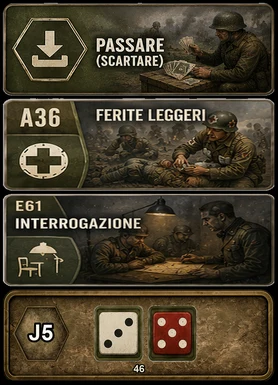 PASSARE
(SCARTARE)
A36
FERITE LEGGERI
E61
INTERROGAZIONE
J5
46